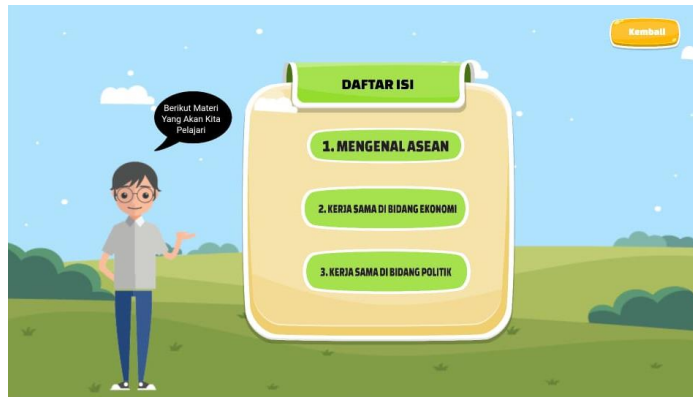 Kembali
DAFTAR ISI
Berikut Materi
Yang Akan Kita
Pelajari
1. MENGENAL ASEAN
2. KERJA SAMA DI BIDANG EKONOMI
3. KERJA SAMA DI BIDANG POLITIK